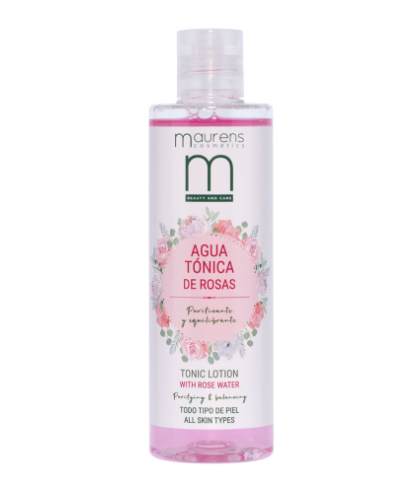 maurens
cosmetics
m
BEAUTY AND CARE
AGUA
TÓNICA
DE ROSAS
Purificante
y equilibrante
TONIC LOTION
WITH ROSE WATER
Purifying & balancing
TODO TIPO DE PIEL
ALL SKIN TYPES